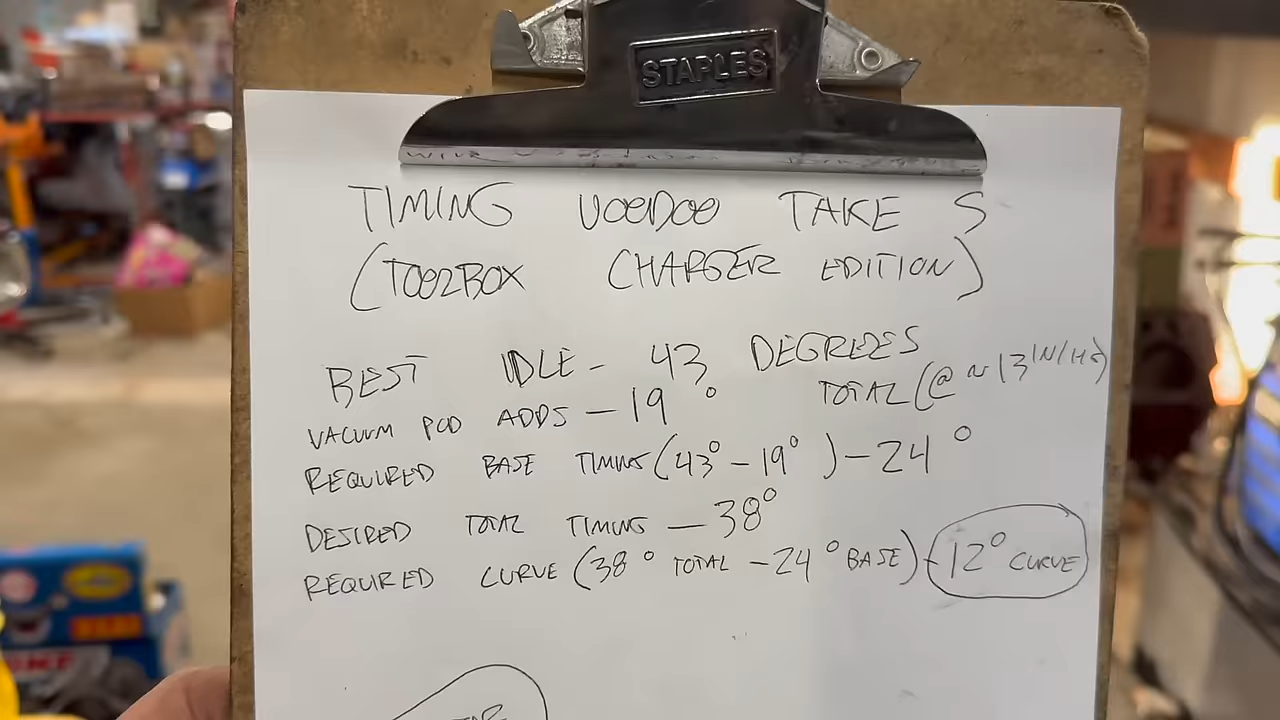 STAPLES
TIMING VOODOO TAKE 5
(TOOLBOX CHARGER EDITION)
BEST IDLE - 43 DEGREES
TOTAL (@ ~13 IN/HG)
VACUUM POD ADDS - 19°
REQUIRED BASE TIMING (43° - 19°) - 24°
DESIRED TOTAL TIMING - 38°
REQUIRED CURVE (38° TOTAL - 24° BASE) - 12° CURVE